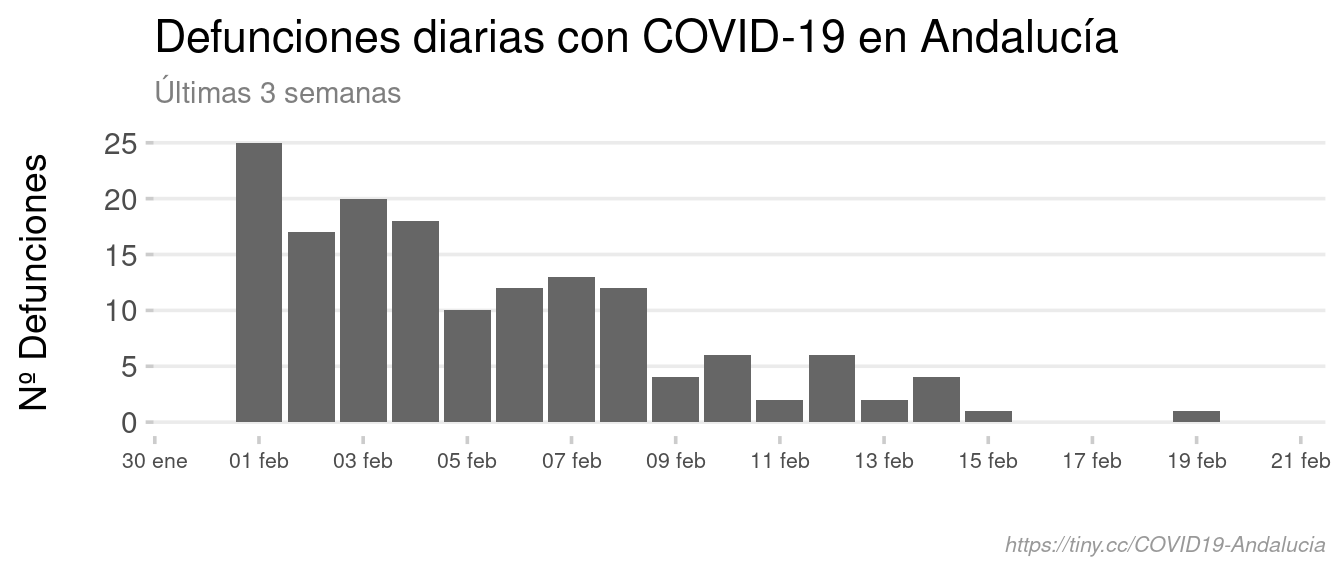 Defunciones diarias con COVID-19 en Andalucía
Últimas 3 semanas
Nº Defunciones
25
20
15
10
5
0
30 ene 01 feb 03 feb 05 feb 07 feb 09 feb 11 feb 13 feb 15 feb 17 feb 19 feb 21 feb
https://tiny.cc/COVID19-Andalucia